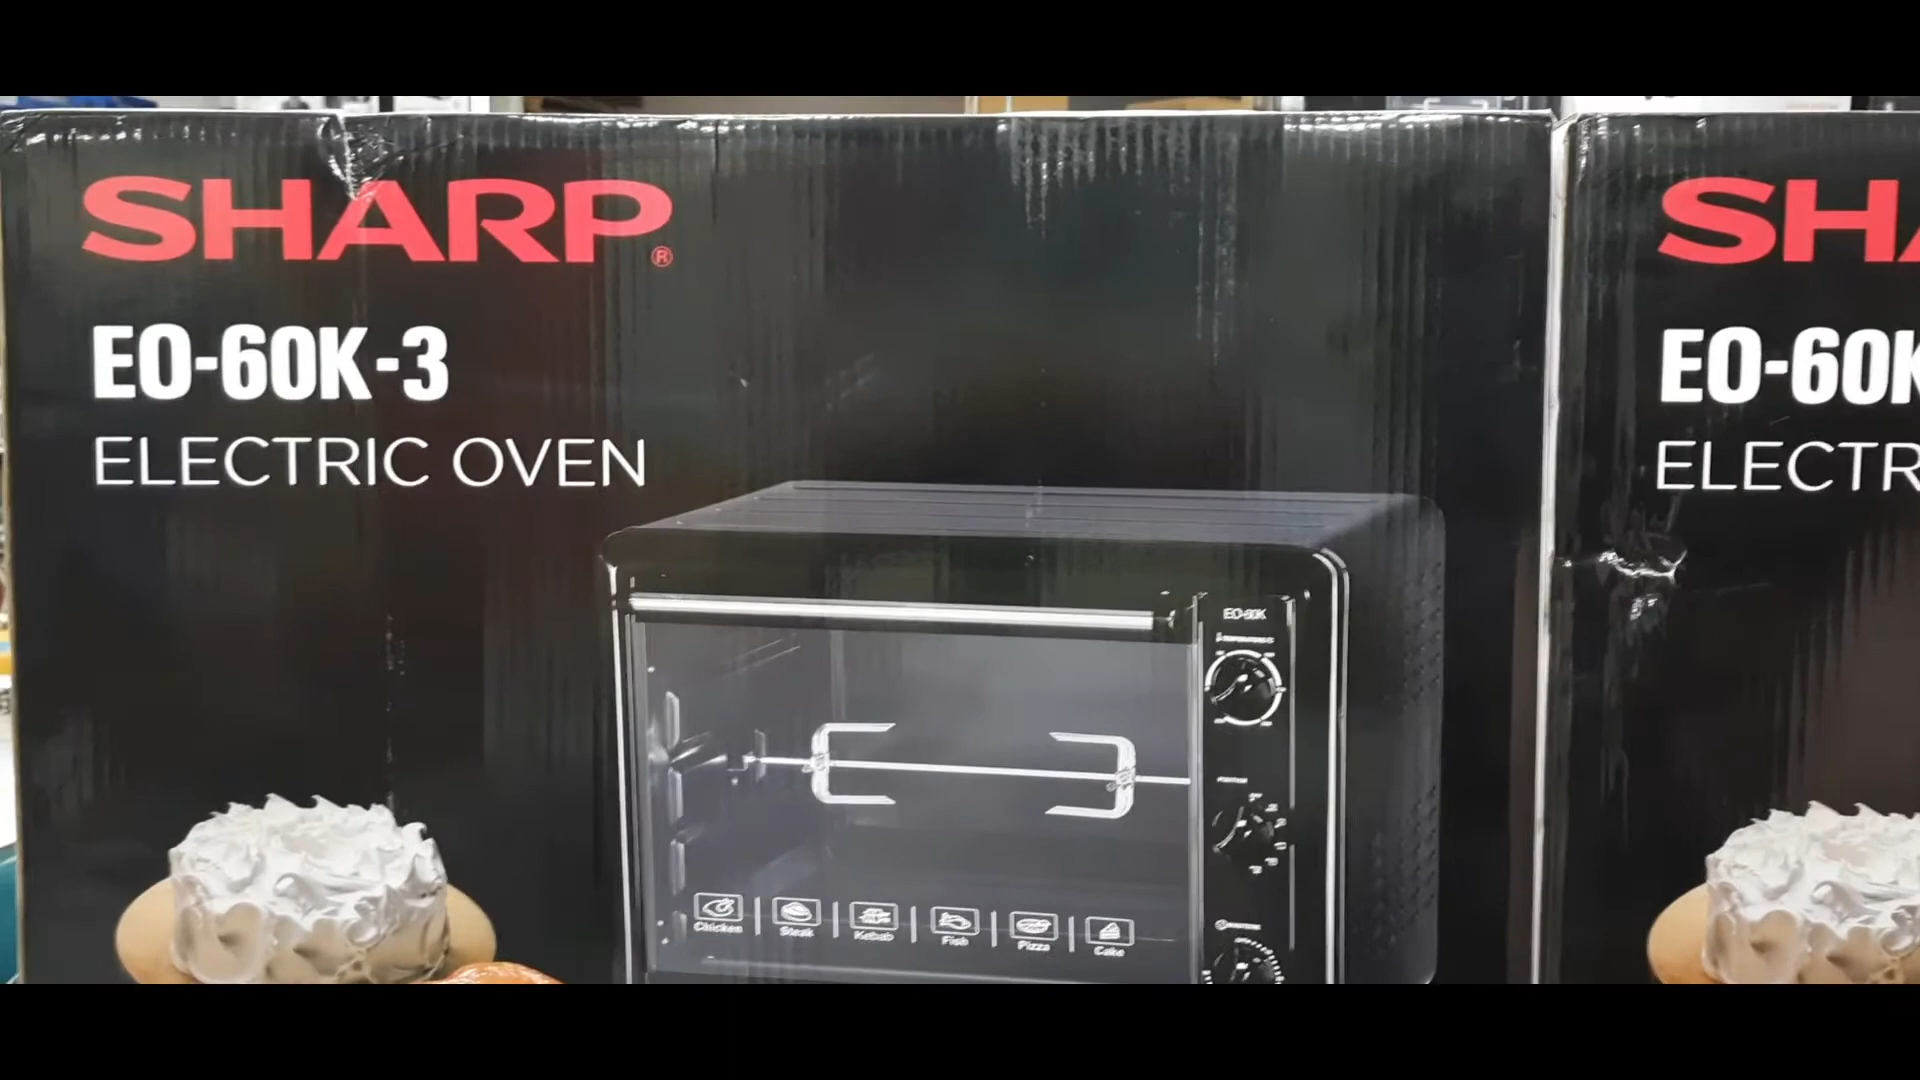 SHARP®
EO-60K-3
ELECTRIC OVEN
EO-60K
Chicken
Steak
Kebab
Fish
Pizza
Cake
SHA
EO-60K
ELECTR